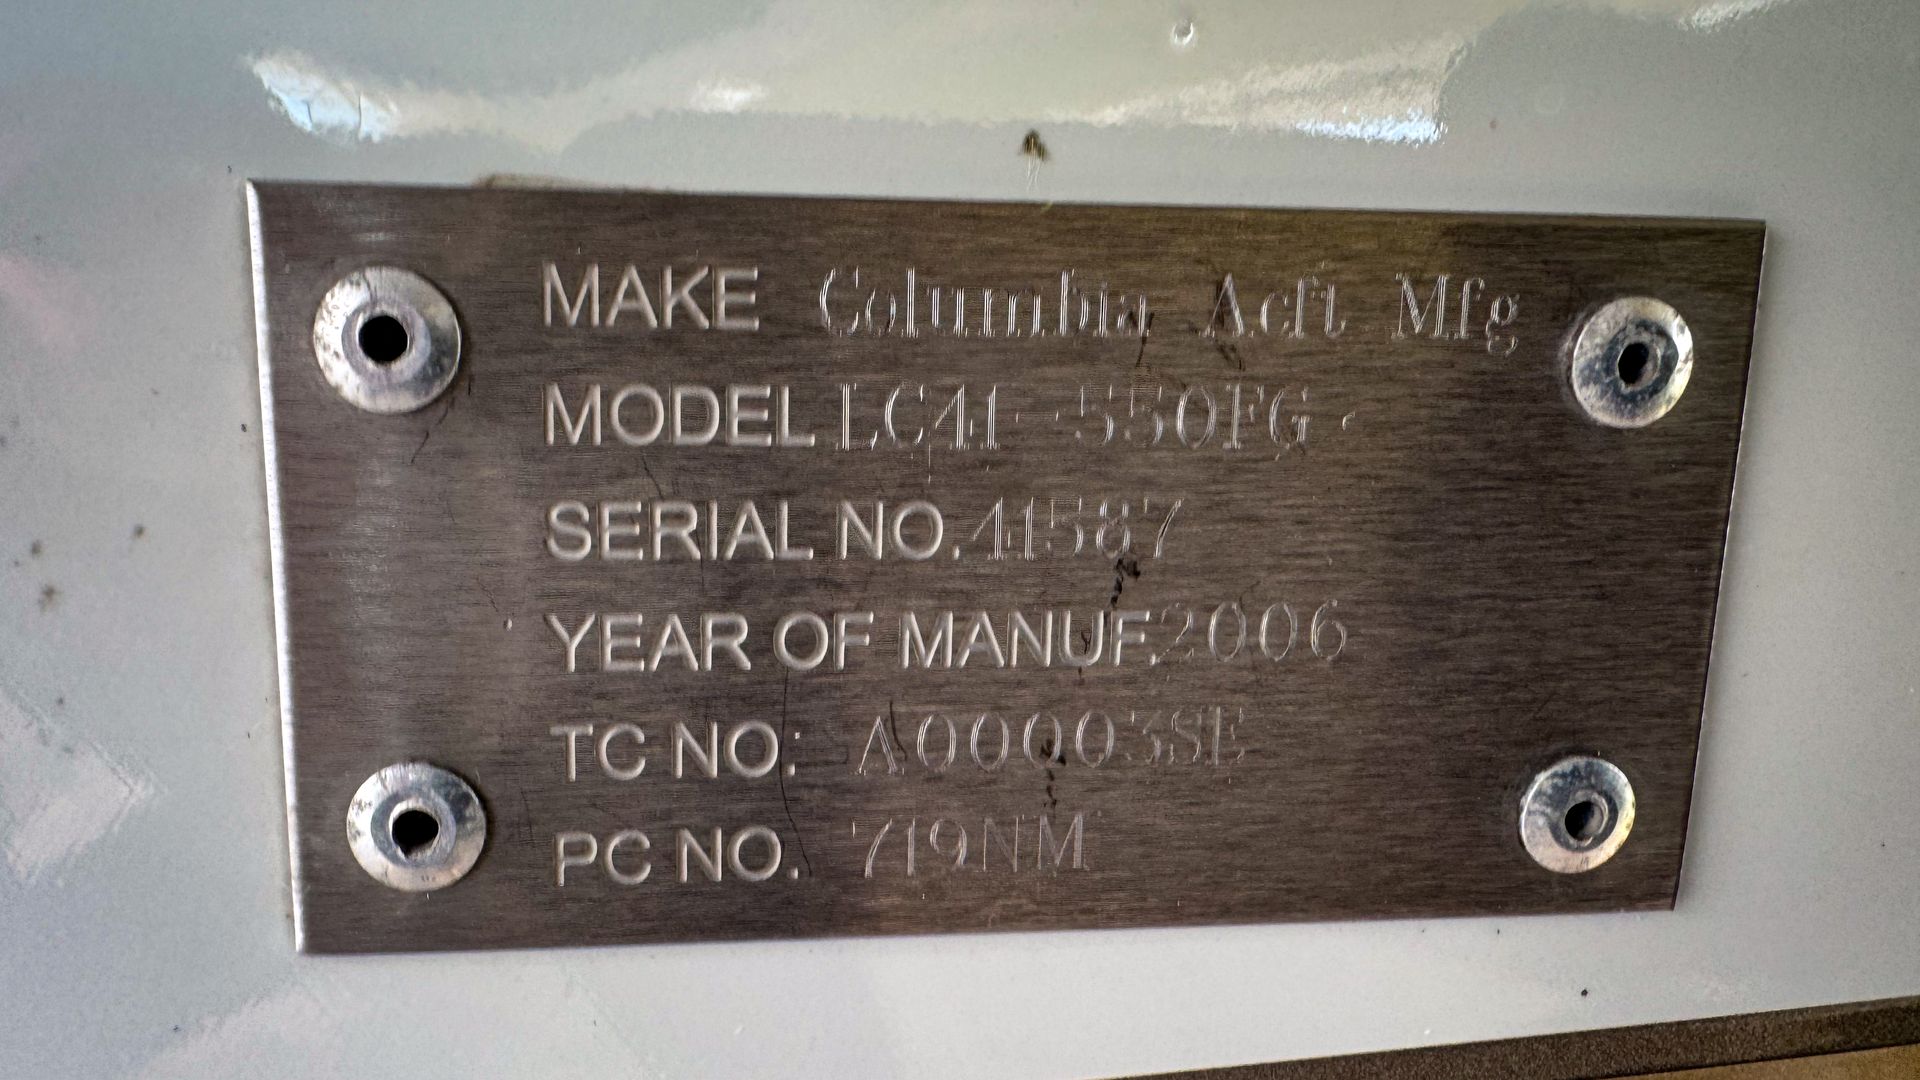 MAKE Columbia Acft Mfg
MODEL LC41-550FG
SERIAL NO. 41587
YEAR OF MANUF. 2006
TC NO: A00003SE
PC NO. 719NM